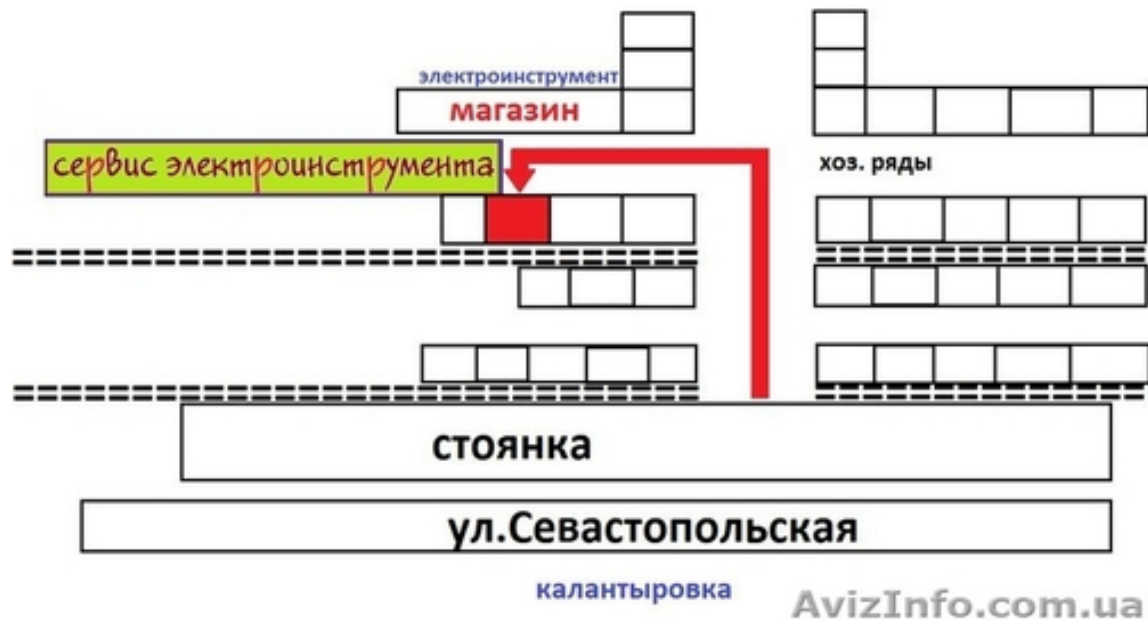 электроинструмент
магазин
сервис электроинструмента
хоз. ряды
стоянка
ул.Севастопольская
калантыровка
AvizInfo.com.ua